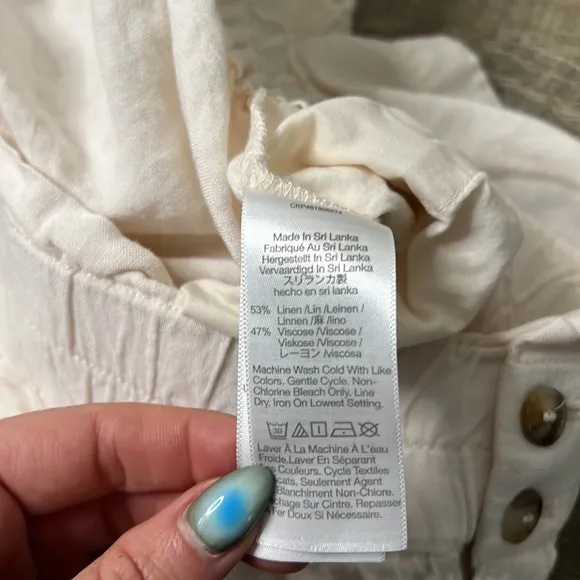 Made In Sri Lanka
Fabriqué Au Sri Lanka
Hergestellt In Sri Lanka
Vervaardigd In Sri Lanka
スリランカ製
hecho en sri lanka
53% Linen /Lin /Leinen /
Linnen /麻 /lino
47% Viscose /Viscose /
Viskose /Viscose /
レーヨン /viscosa
Machine Wash Cold With Like
Colors. Gentle Cycle. Non-
Chlorine Bleach Only. Line
Dry. Iron On Lowest Setting.
30
Laver À La Machine À L'eau
Froide.Laver En Séparant
Couleurs. Cycle Textiles
Seulement Agent
Blanchiment Non-Chlore.
Sur Cintre. Repasser
Doux Si Nécessaire.